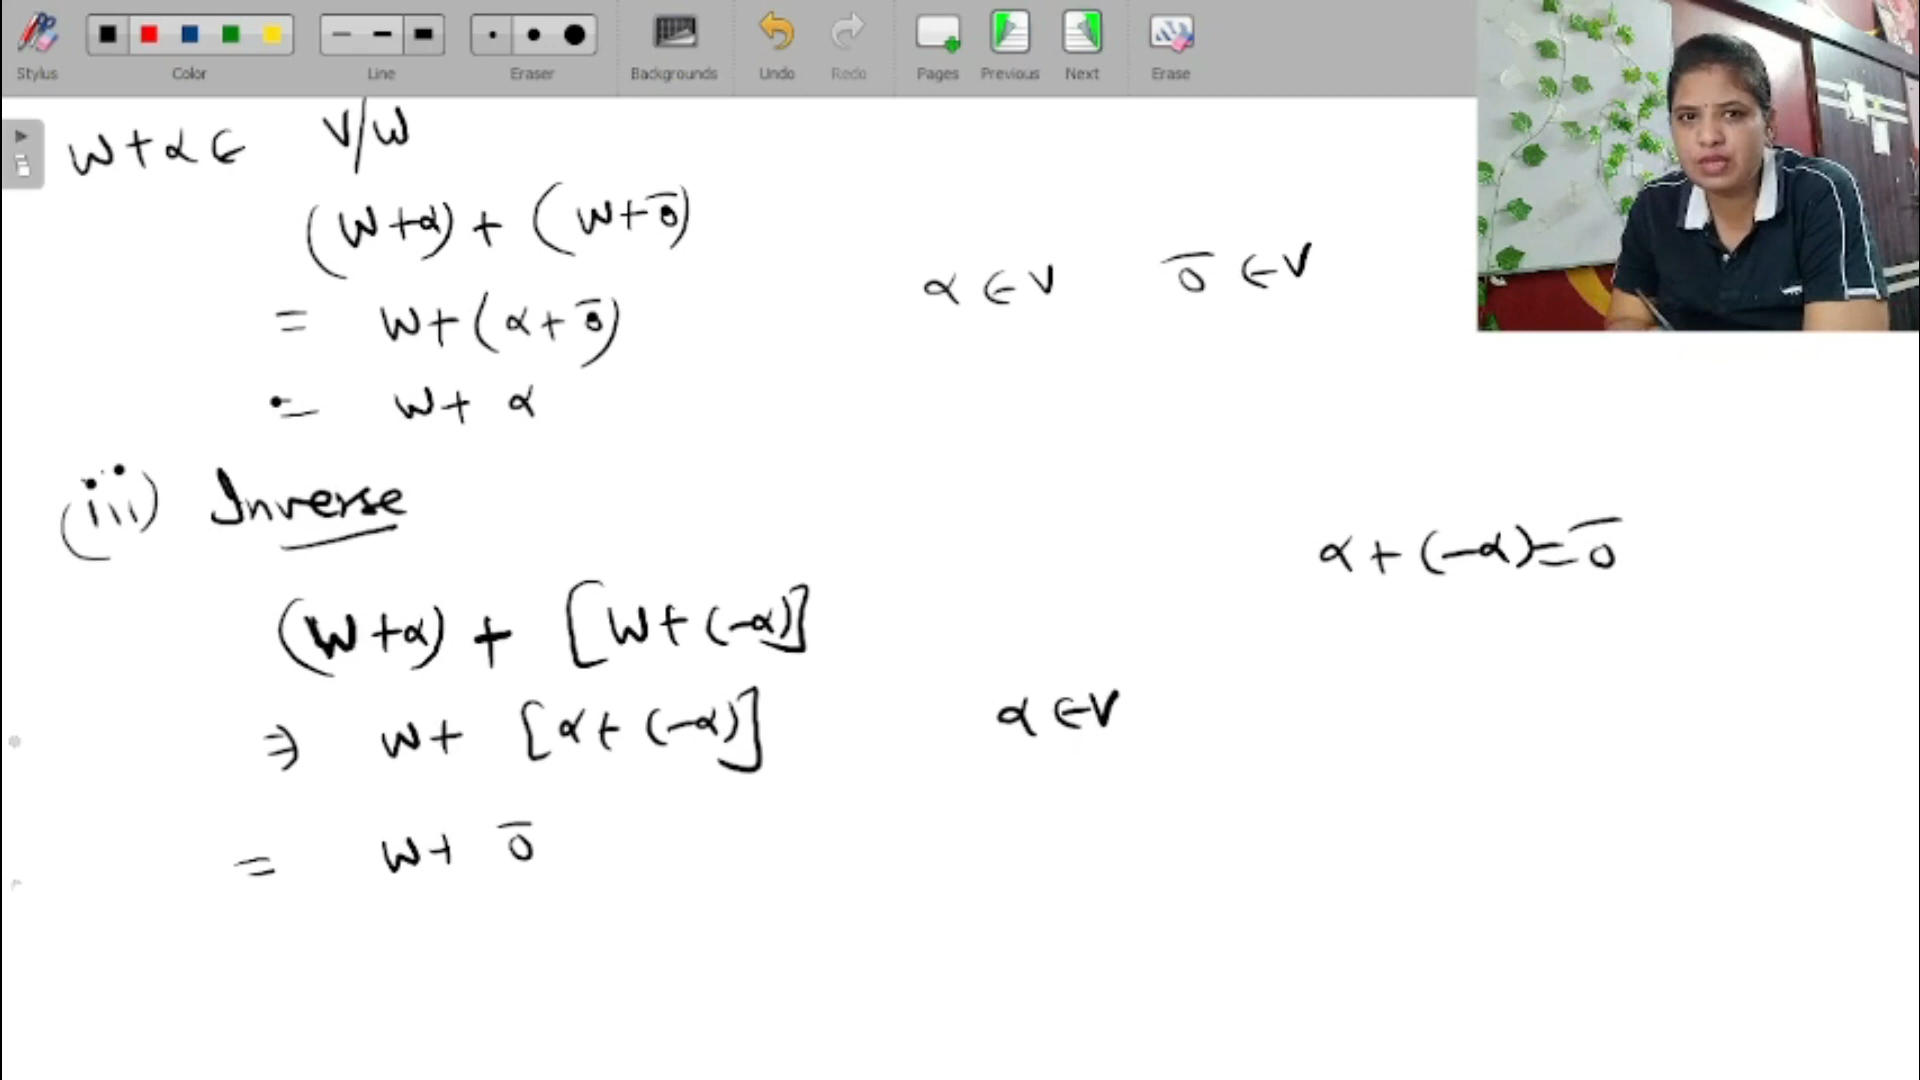 Stylus Color Line Eraser Backgrounds Undo Redo Pages Previous Next Erase
W+α∈ V/W
(W+α) + (W+0̅)
α∈V 0̅∈V
= W+(α+0̅)
= W+ α
(iii) Inverse
α+(-α)=0̅
(W+α) + [W+(-α)]
⇒ W+ [α+(-α)] α∈V
= W+ 0̅